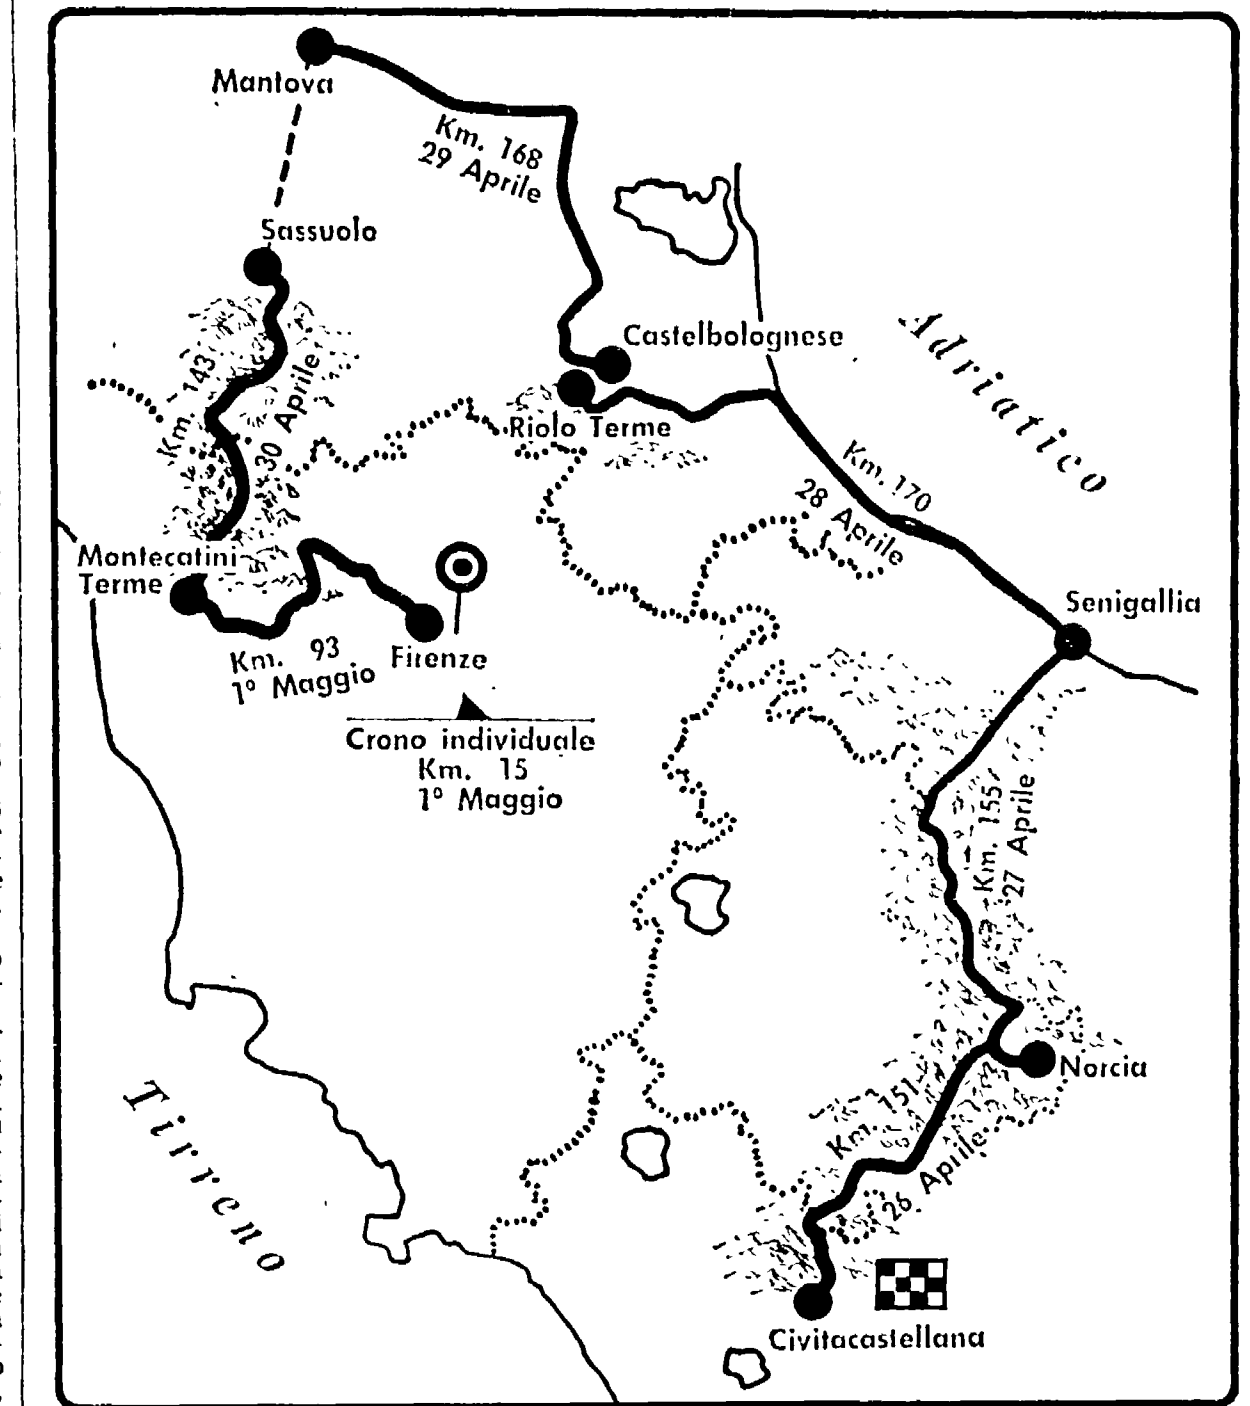 Mantova
Km. 168
29 Aprile
Sassuolo
Castelbolognese
Adriatico
Km. 143
30 Aprile
Riolo Terme
Km. 170
28 Aprile
Montecatini
Terme
Senigallia
Km. 93
1º Maggio
Firenze
Crono individuale
Km. 15
1º Maggio
Km. 155
27 Aprile
Norcia
Km. 151
26 Aprile
Tirreno
Civitacastellana